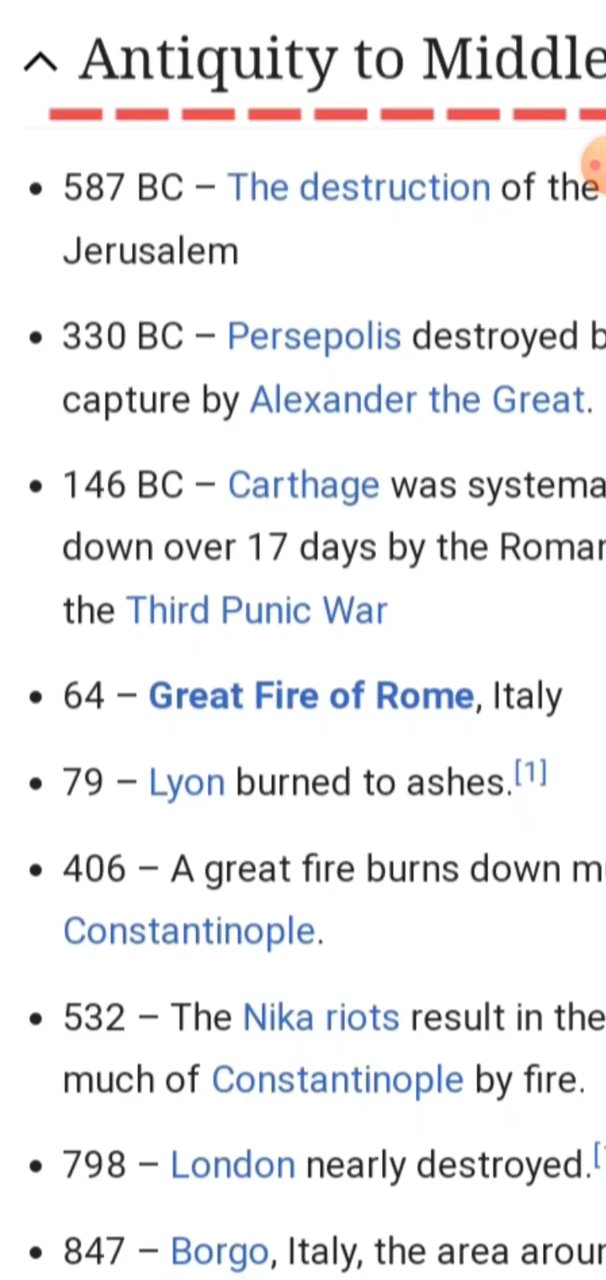 Antiquity to Middle
587 BC – The destruction of the
Jerusalem
330 BC – Persepolis destroyed
capture by Alexander the Great.
146 BC – Carthage was
down over 17 days by the
the Third Punic War
64 – Great Fire of Rome, Italy
79 – Lyon burned to ashes.[1]
406 – A great fire burns down
Constantinople.
532 – The Nika riots result in the
much of Constantinople by fire.
798 – London nearly destroyed.
847 – Borgo, Italy, the area